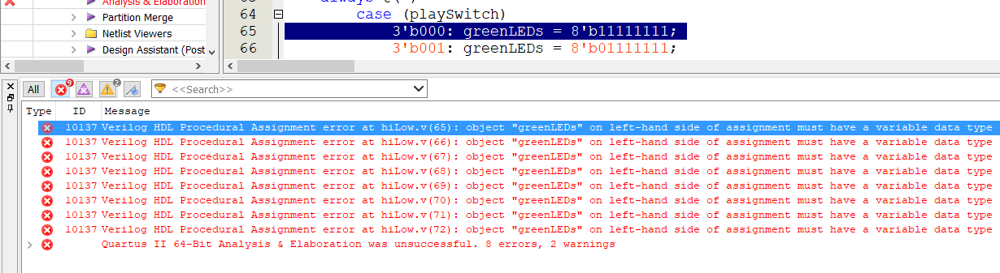 Analysis & Elaboration
Partition Merge
Netlist Viewers
Design Assistant (Post
64 case (playSwitch)
65 3'b000: greenLEDs = 8'b11111111;
66 3'b001: greenLEDs = 8'b01111111;
All 9 2 <<Search>>
Type ID Message
10137 Verilog HDL Procedural Assignment error at hiLow.v(65): object "greenLEDs" on left-hand side of assignment must have a variable data type
10137 Verilog HDL Procedural Assignment error at hiLow.v(66): object "greenLEDs" on left-hand side of assignment must have a variable data type
10137 Verilog HDL Procedural Assignment error at hiLow.v(67): object "greenLEDs" on left-hand side of assignment must have a variable data type
10137 Verilog HDL Procedural Assignment error at hiLow.v(68): object "greenLEDs" on left-hand side of assignment must have a variable data type
10137 Verilog HDL Procedural Assignment error at hiLow.v(69): object "greenLEDs" on left-hand side of assignment must have a variable data type
10137 Verilog HDL Procedural Assignment error at hiLow.v(70): object "greenLEDs" on left-hand side of assignment must have a variable data type
10137 Verilog HDL Procedural Assignment error at hiLow.v(71): object "greenLEDs" on left-hand side of assignment must have a variable data type
10137 Verilog HDL Procedural Assignment error at hiLow.v(72): object "greenLEDs" on left-hand side of assignment must have a variable data type
Quartus II 64-Bit Analysis & Elaboration was unsuccessful. 8 errors, 2 warnings